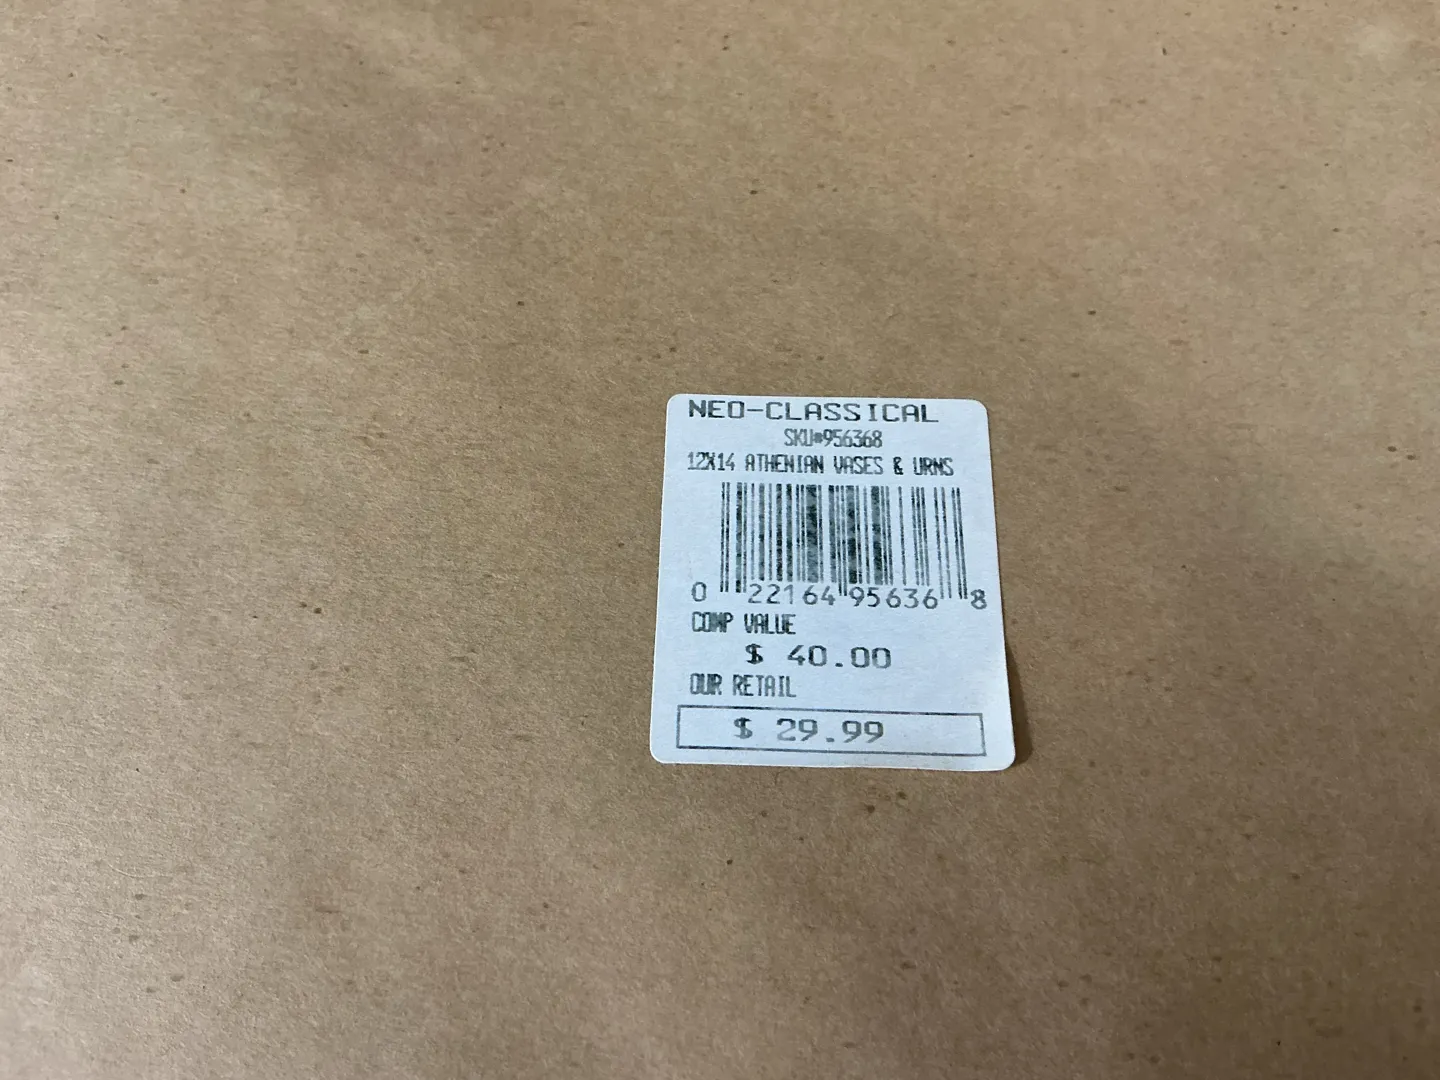 NEO-CLASSICAL
SKU#956368
12X14 ATHENIAN VASES & URNS
0 22164 95636 8
COMP VALUE
$ 40.00
OUR RETAIL
$ 29.99